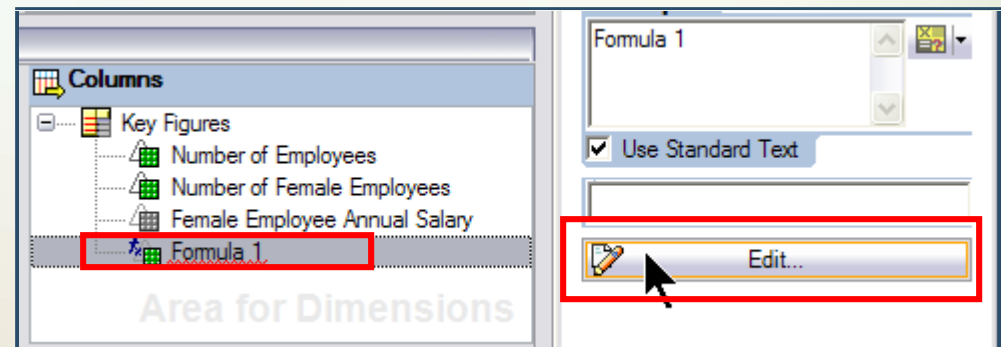 Columns
Key Figures
Number of Employees
Number of Female Employees
Female Employee Annual Salary
Formula 1
Area for Dimensions
Formula 1
Use Standard Text
Edit...